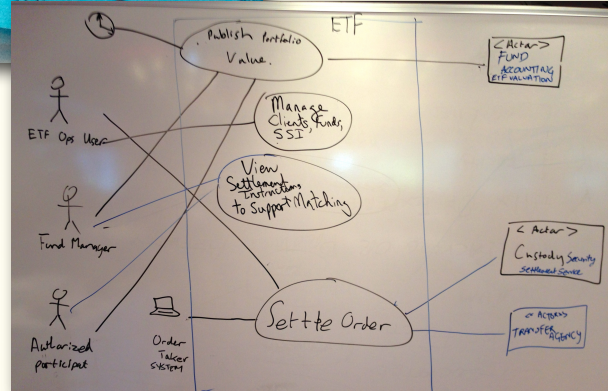 ETF
Publish Portfolio
Value.
<Actor>
FUND
ACCOUNTING
ETF VALUATION
Manage
Clients, Funds,
SSI
ETF Ops User
View
Settlement
Instructions
to Support Matching
Fund Manager
<Actor>
Custody Security
Settlement Service
Settle Order
Authorized
participant
Order
Taker
SYSTEM
<ACTOR>
TRANSFER
AGENCY